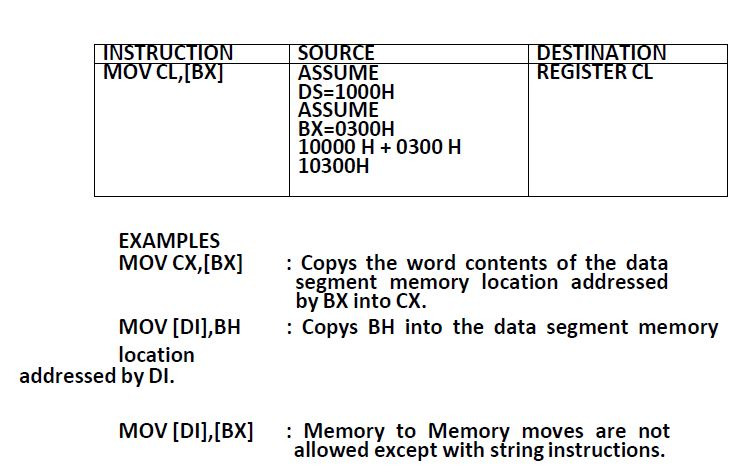 INSTRUCTION SOURCE DESTINATION
MOV CL,[BX] ASSUME REGISTER CL
DS=1000H
ASSUME
BX=0300H
10000 H + 0300 H
10300H
EXAMPLES
MOV CX,[BX] : Copys the word contents of the data
segment memory location addressed
by BX into CX.
MOV [DI],BH : Copys BH into the data segment memory
location
addressed by DI.
MOV [DI],[BX] : Memory to Memory moves are not
allowed except with string instructions.